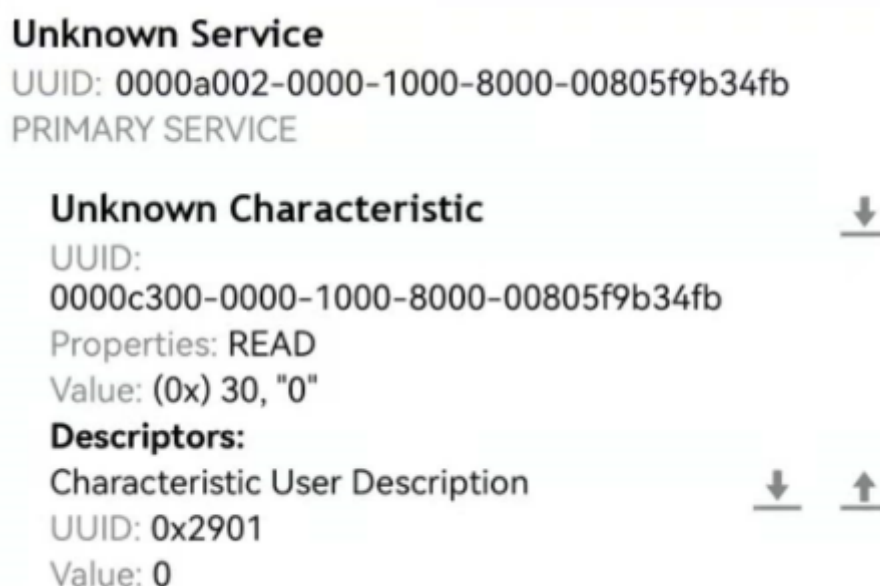 Unknown Service
UUID: 0000a002-0000-1000-8000-00805f9b34fb
PRIMARY SERVICE
Unknown Characteristic
UUID:
0000c300-0000-1000-8000-00805f9b34fb
Properties: READ
Value: (0x) 30, "0"
Descriptors:
Characteristic User Description
UUID: 0x2901
Value: 0